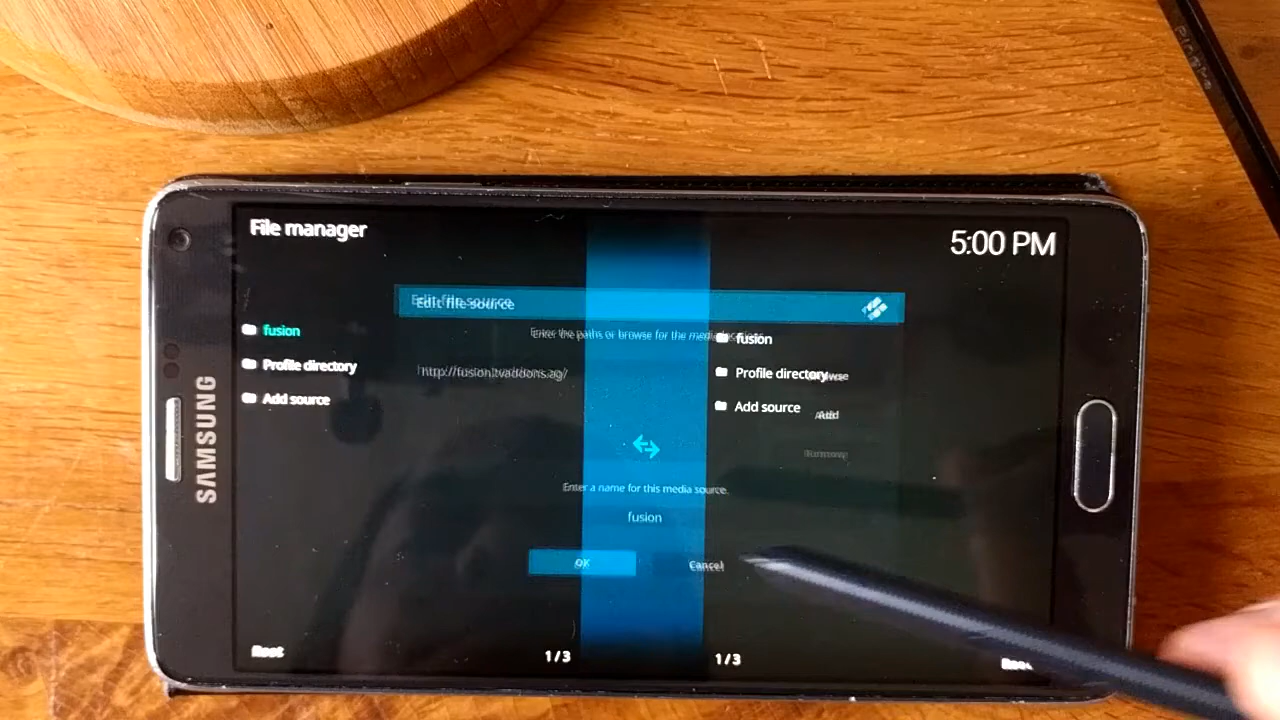 File manager
5:00 PM
Edit file source
Enter the paths or browse for the media
http://fusion.tvaddons.ag/
fusion
Profile directory
Add source
fusion
Profile directory
Add source
Add
Remove
Enter a name for this media source.
fusion
OK
Cancel
Root
1/3
1/3
SAMSUNG